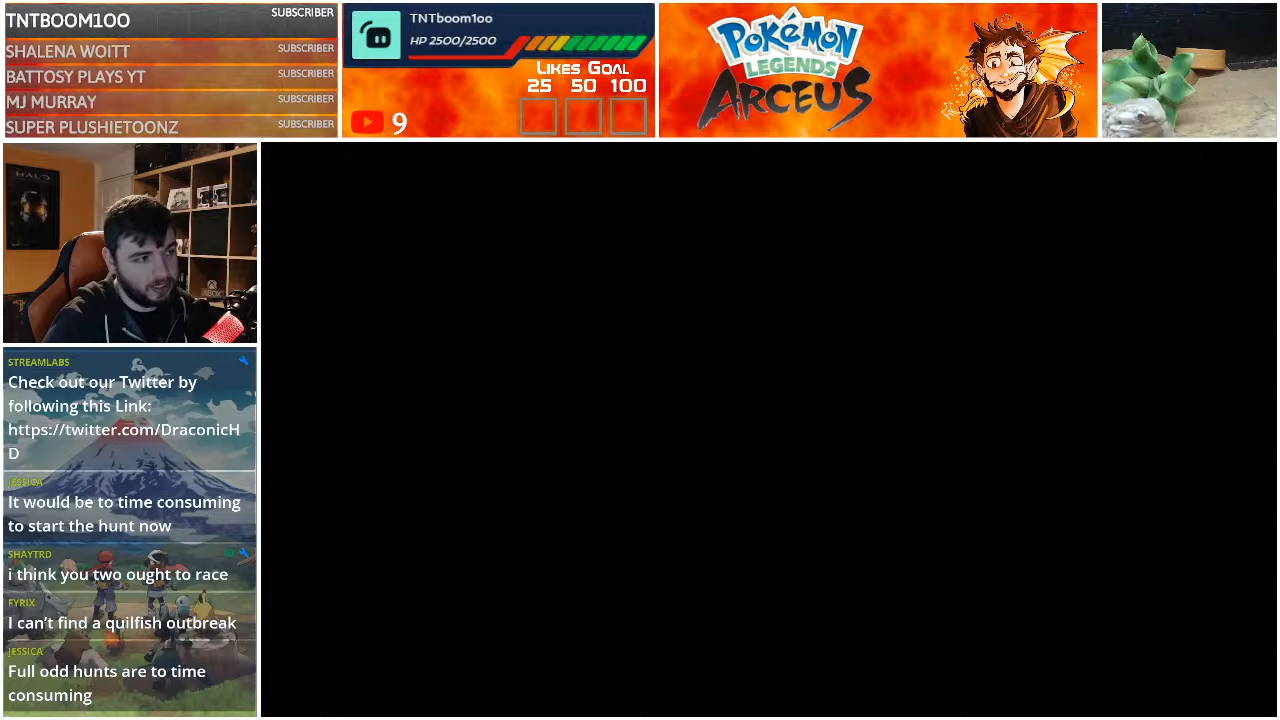 TNTBOOM1OO SUBSCRIBER
SHALENA WOITT SUBSCRIBER
BATTOSY PLAYS YT SUBSCRIBER
MJ MURRAY SUBSCRIBER
SUPER PLUSHIETOONZ SUBSCRIBER
TNTboom1oo
HP 2500/2500
LIKES GOAL
25 50 100
9
POKéMON
LEGENDS
ARCEUS
HALO
XBOX
STREAMLABS
Check out our Twitter by
following this Link:
https://twitter.com/DraconicH
D
JESSICA
It would be to time consuming
to start the hunt now
SHAYTRD
i think you two ought to race
FYRIX
I can't find a quilfish outbreak
JESSICA
Full odd hunts are to time
consuming